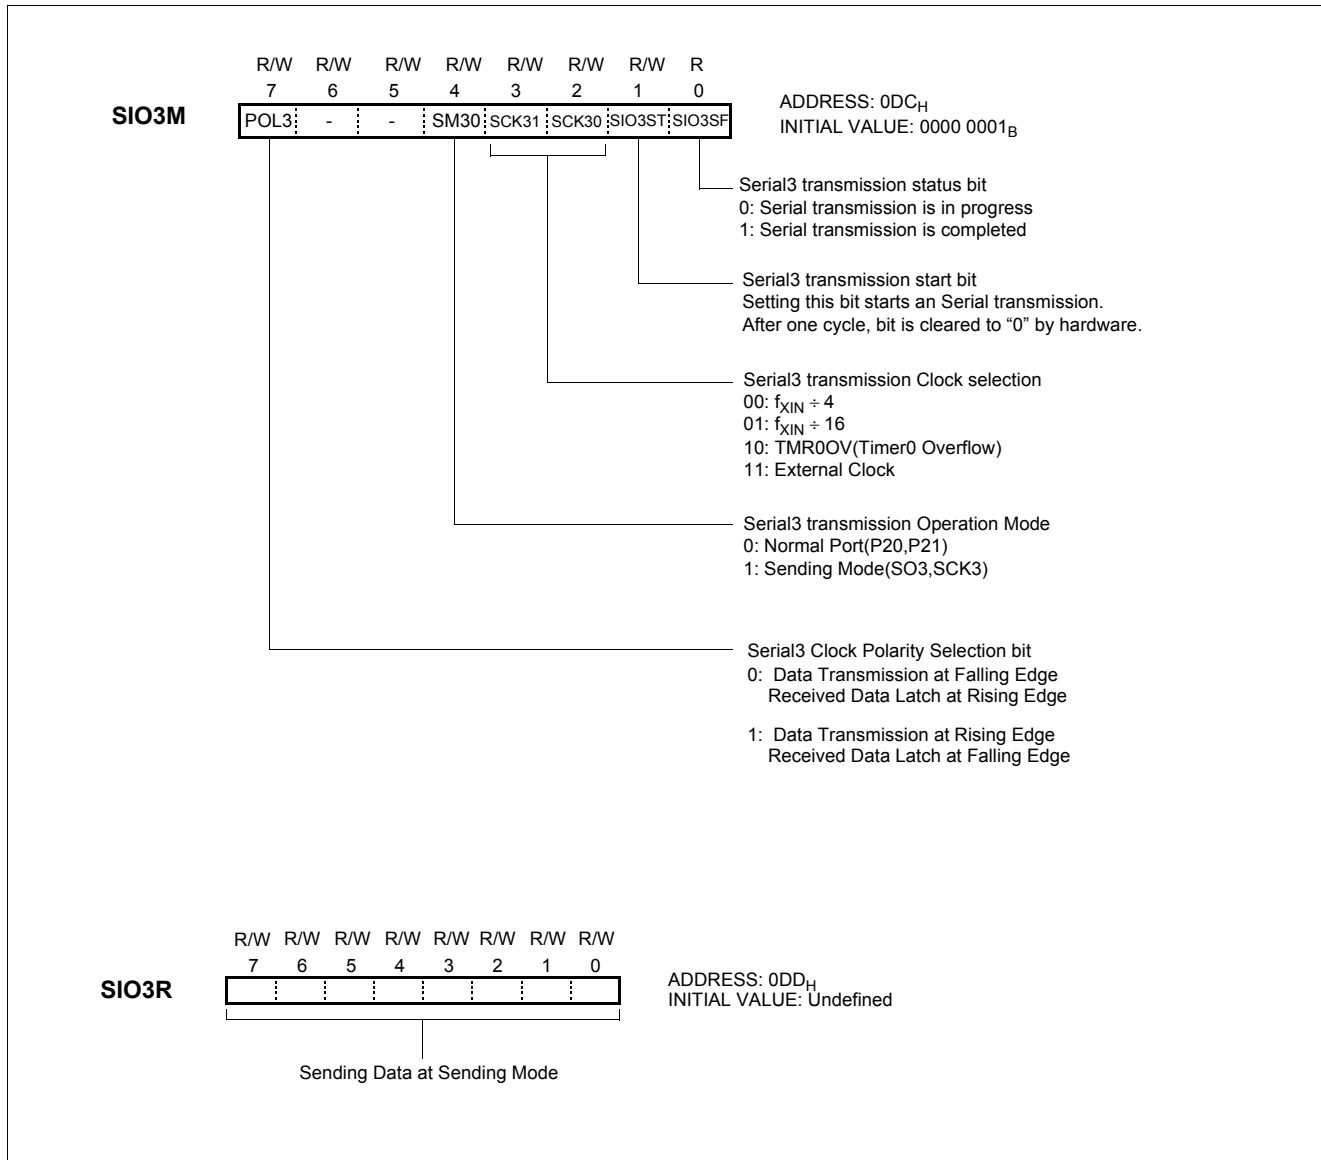 R/W R/W R/W R/W R/W R/W R/W R
7 6 5 4 3 2 1 0
SIO3M
POL3 - - SM30 SCK31 SCK30 SIO3ST SIO3SF
ADDRESS: 0DCH
INITIAL VALUE: 0000 0001B
Serial3 transmission status bit
0: Serial transmission is in progress
1: Serial transmission is completed
Serial3 transmission start bit
Setting this bit starts an Serial transmission.
After one cycle, bit is cleared to “0” by hardware.
Serial3 transmission Clock selection
00: fXIN ÷ 4
01: fXIN ÷ 16
10: TMR0OV(Timer0 Overflow)
11: External Clock
Serial3 transmission Operation Mode
0: Normal Port(P20,P21)
1: Sending Mode(SO3,SCK3)
Serial3 Clock Polarity Selection bit
0: Data Transmission at Falling Edge
Received Data Latch at Rising Edge
1: Data Transmission at Rising Edge
Received Data Latch at Falling Edge
R/W R/W R/W R/W R/W R/W R/W R/W
7 6 5 4 3 2 1 0
SIO3R
ADDRESS: 0DDH
INITIAL VALUE: Undefined
Sending Data at Sending Mode